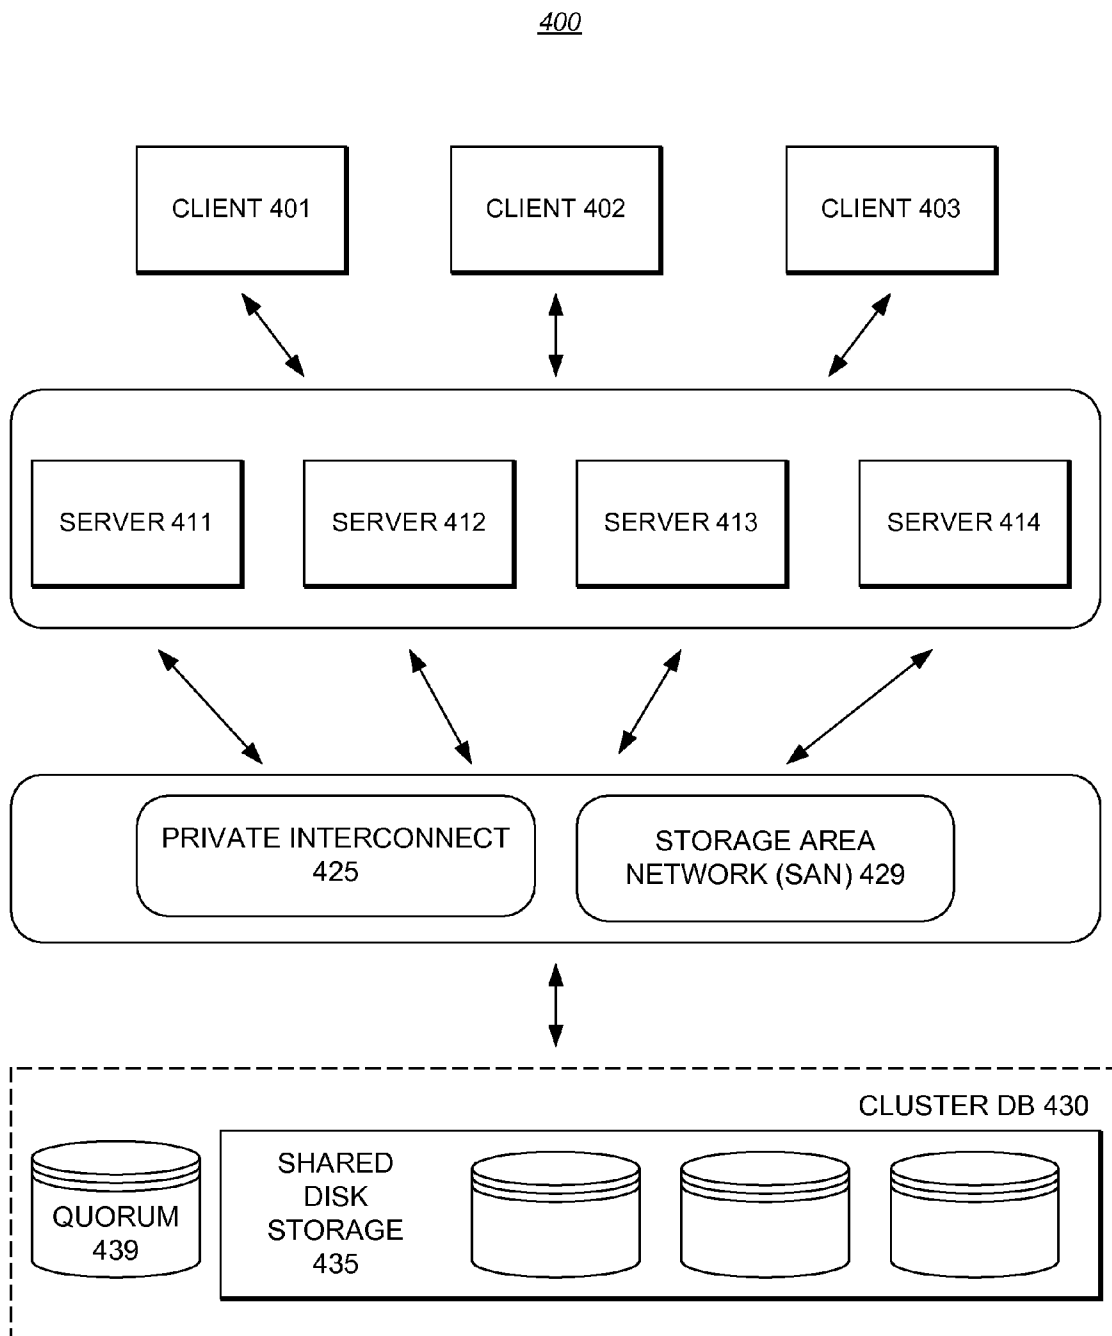 400
CLIENT 401
CLIENT 402
CLIENT 403
SERVER 411
SERVER 412
SERVER 413
SERVER 414
PRIVATE INTERCONNECT
425
STORAGE AREA
NETWORK (SAN) 429
CLUSTER DB 430
QUORUM
439
SHARED
DISK
STORAGE
435